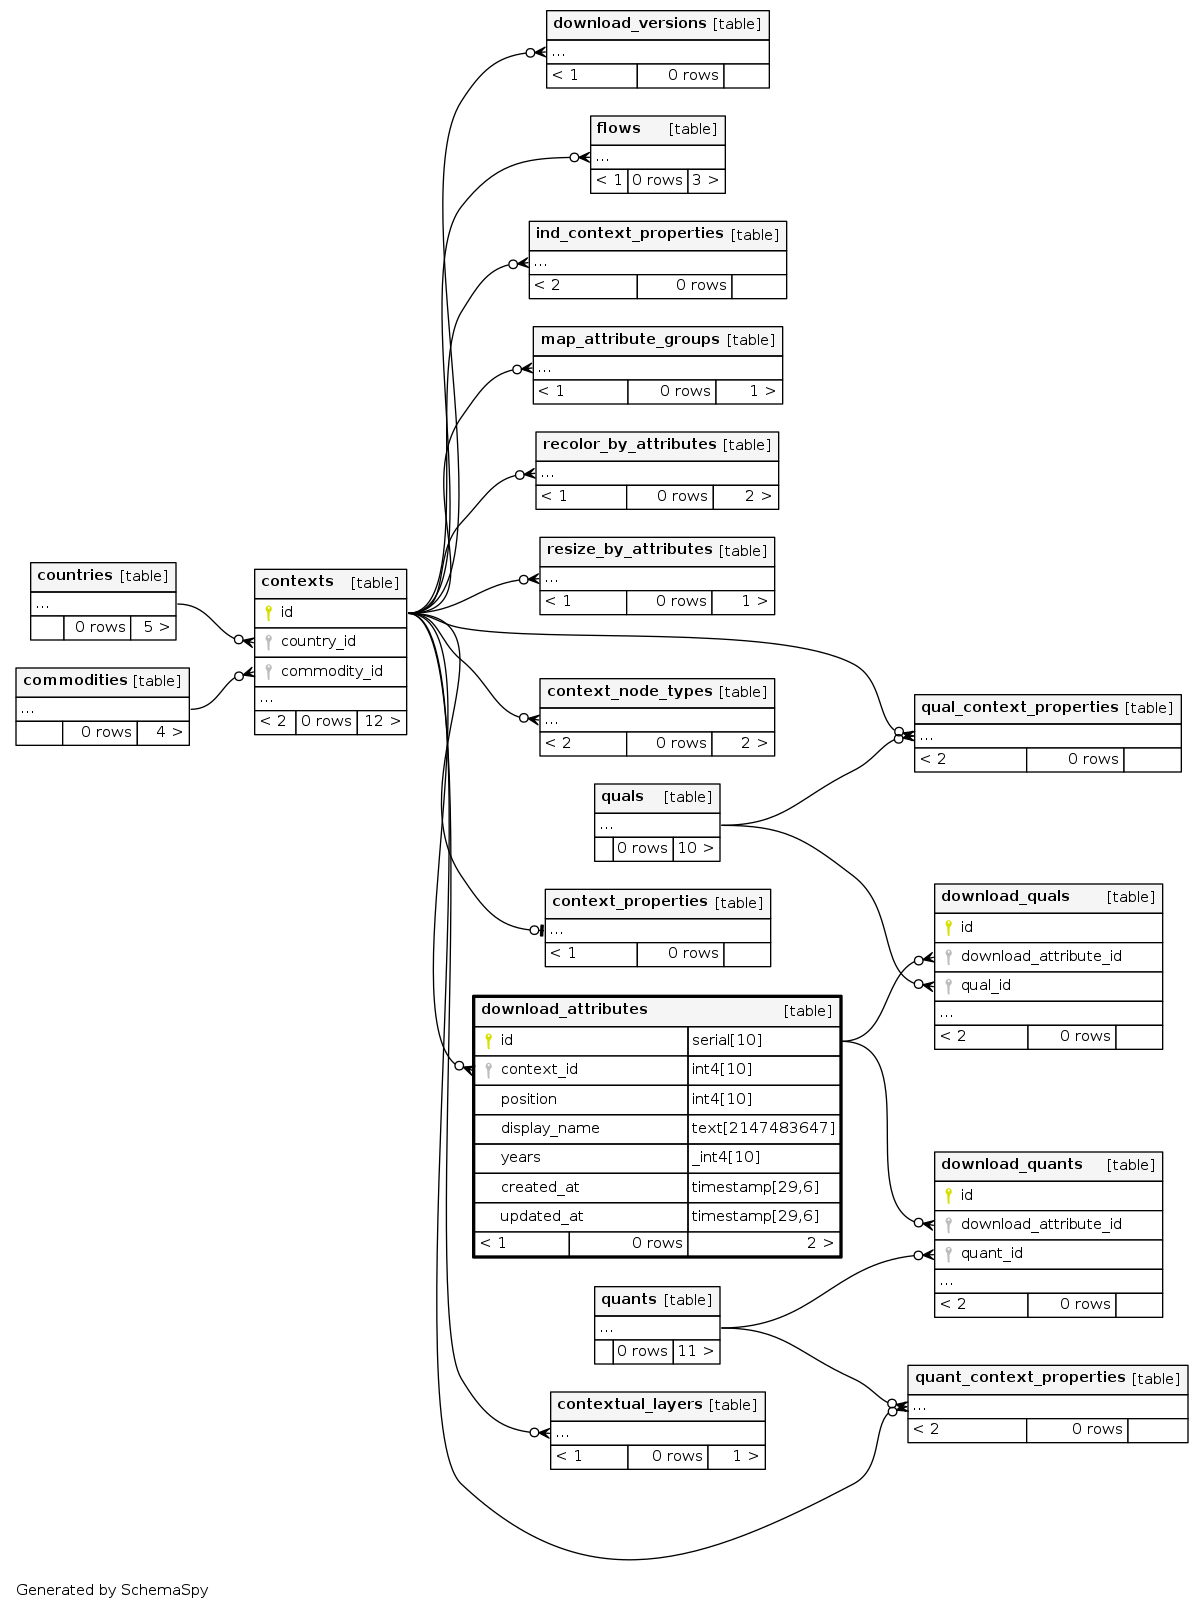 download_versions [table]
...
< 1 0 rows
flows [table]
...
< 1 0 rows 3 >
ind_context_properties [table]
...
< 2 0 rows
map_attribute_groups [table]
...
< 1 0 rows 1 >
recolor_by_attributes [table]
...
< 1 0 rows 2 >
resize_by_attributes [table]
...
< 1 0 rows 1 >
countries [table]
...
0 rows 5 >
commodities [table]
...
0 rows 4 >
contexts [table]
id
country_id
commodity_id
...
< 2 0 rows 12 >
context_node_types [table]
...
< 2 0 rows 2 >
qual_context_properties [table]
...
< 2 0 rows
quals [table]
...
0 rows 10 >
context_properties [table]
...
< 1 0 rows
download_quals [table]
id
download_attribute_id
qual_id
...
< 2 0 rows
download_attributes [table]
id serial[10]
context_id int4[10]
position int4[10]
display_name text[2147483647]
years _int4[10]
created_at timestamp[29,6]
updated_at timestamp[29,6]
< 1 0 rows 2 >
download_quants [table]
id
download_attribute_id
quant_id
...
< 2 0 rows
quants [table]
...
0 rows 11 >
quant_context_properties [table]
...
< 2 0 rows
contextual_layers [table]
...
< 1 0 rows 1 >
Generated by SchemaSpy